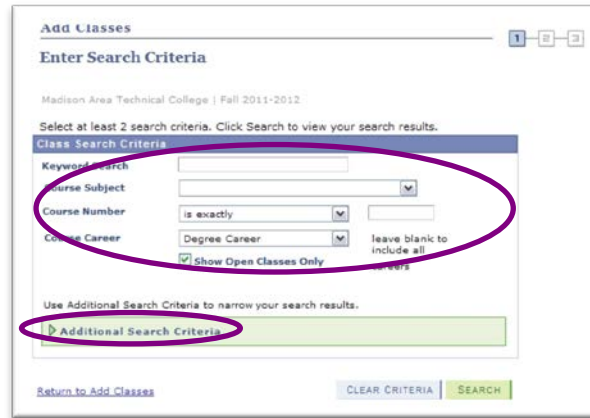 Add Classes
1 2 3
Enter Search Criteria
Madison Area Technical College | Fall 2011-2012
Select at least 2 search criteria. Click Search to view your search results.
Class Search Criteria
Keyword Search
Course Subject
Course Number is exactly
Course Career Degree Career leave blank to
include all
careers
Show Open Classes Only
Use Additional Search Criteria to narrow your search results.
Additional Search Criteria
Return to Add Classes CLEAR CRITERIA SEARCH